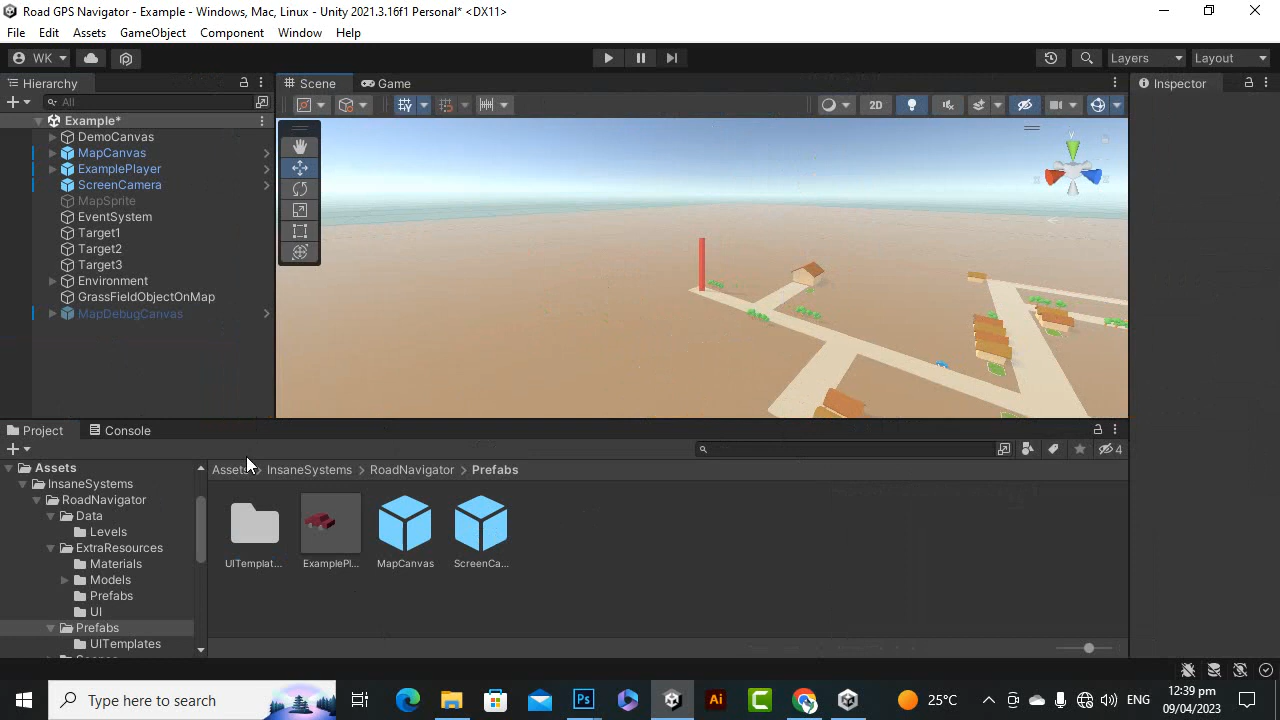 Road GPS Navigator - Example - Windows, Mac, Linux - Unity 2021.3.16f1 Personal* <DX11>
File Edit Assets GameObject Component Window Help
WK Layers Layout
Hierarchy Scene Game Inspector
All 2D
Example*
DemoCanvas
MapCanvas
ExamplePlayer
ScreenCamera
MapSprite
EventSystem
Target1
Target2
Target3
Environment
GrassFieldObjectOnMap
MapDebugCanvas
y
Project Console
4
Assets
InsaneSystems
RoadNavigator
Data
Levels
ExtraResources
Materials
Models
Prefabs
UI
Prefabs
UITemplates
Assets > InsaneSystems > RoadNavigator > Prefabs
UITemplat... ExamplePl... MapCanvas ScreenCa...
Type here to search Ps Ai 25°C ENG 12:39 pm
09/04/2023